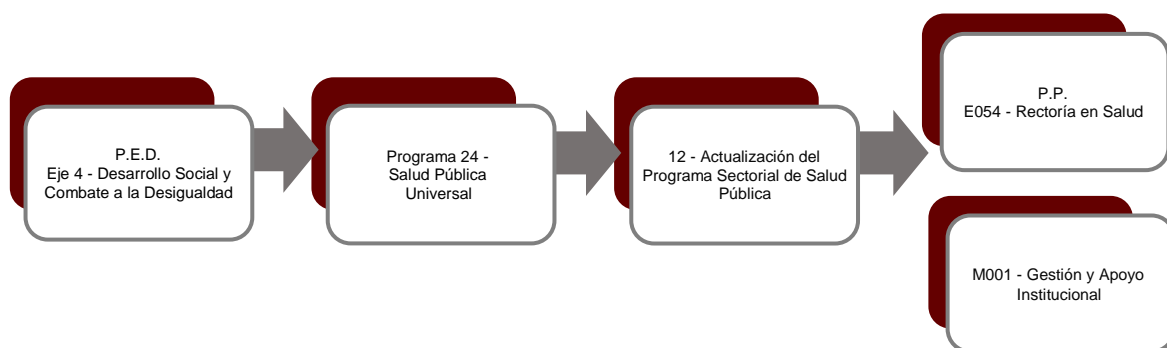 P.E.D.
Eje 4 - Desarrollo Social y
Combate a la Desigualdad
Programa 24 -
Salud Pública
Universal
12 - Actualización del
Programa Sectorial de Salud
Pública
P.P.
E054 - Rectoría en Salud
M001 - Gestión y Apoyo
Institucional